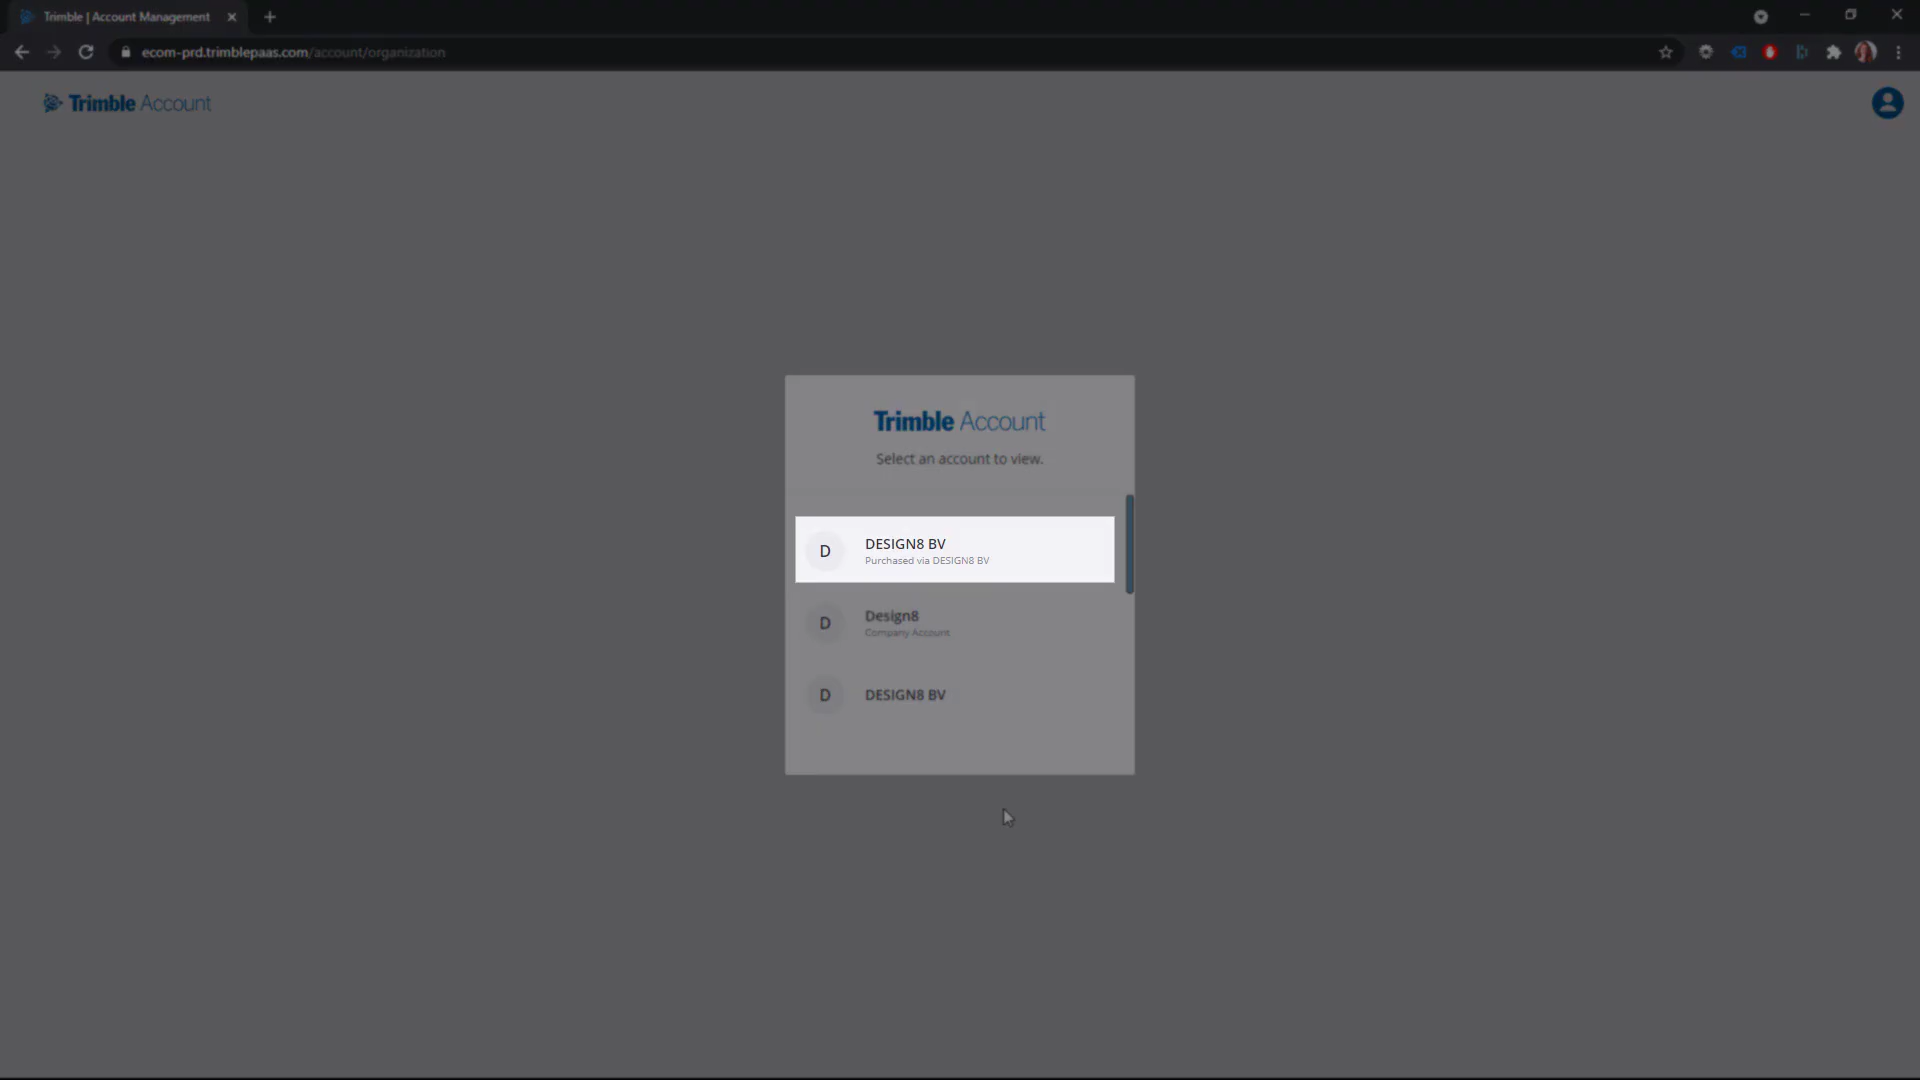 Trimble | Account Management
ecom-prd.trimblepaas.com/account/organization
Trimble Account
Trimble Account
Select an account to view.
D
DESIGN8 BV
Purchased via DESIGN8 BV
D
Design8
Company Account
D
DESIGN8 BV